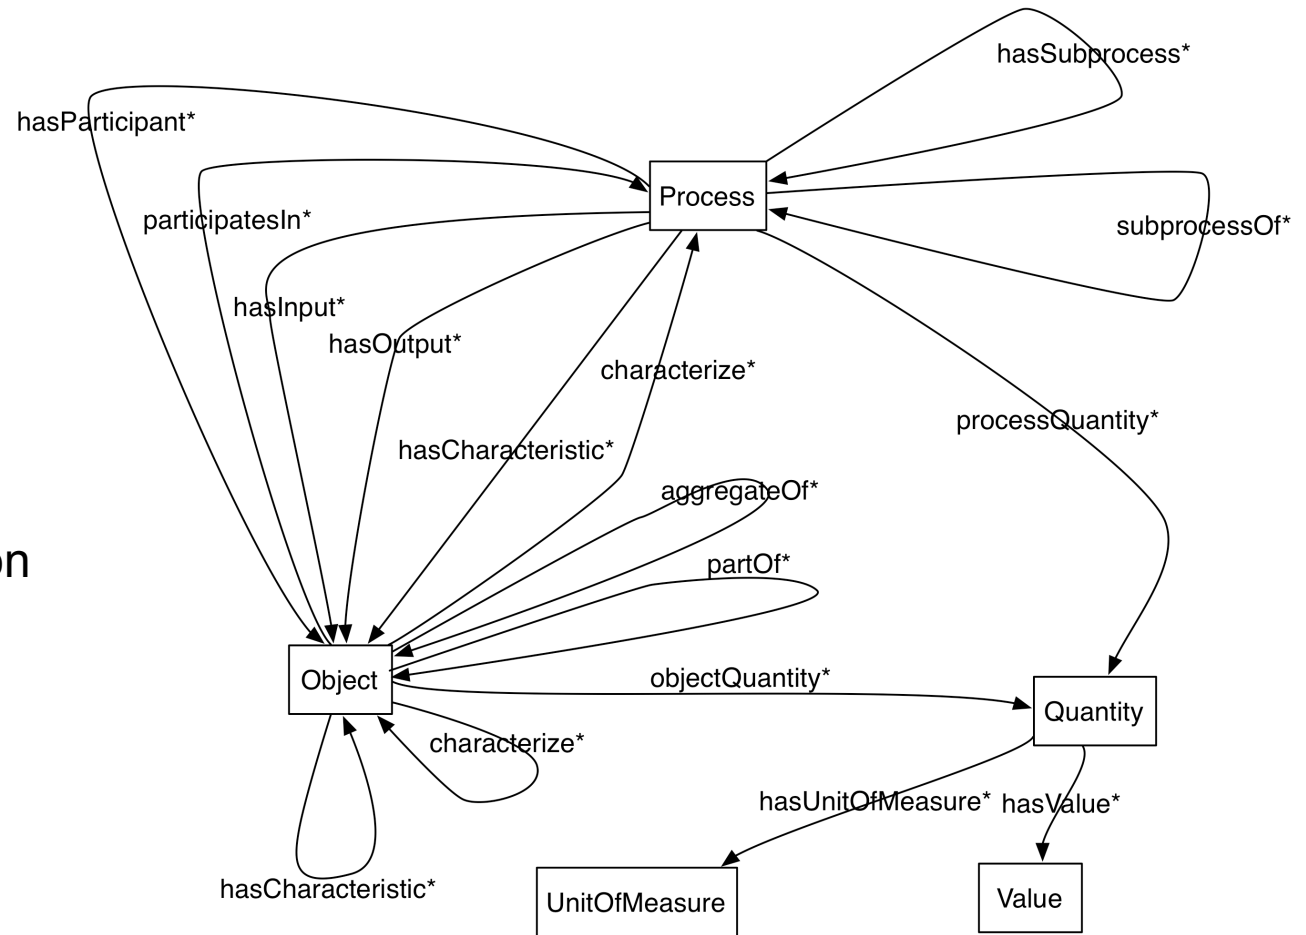 hasSubprocess*
hasParticipant*
Process
participatesIn*
subprocessOf*
hasInput*
hasOutput*
characterize*
processQuantity*
hasCharacteristic*
aggregateOf*
on
partOf*
Object
objectQuantity*
Quantity
characterize*
hasUnitOfMeasure*
hasValue*
hasCharacteristic*
UnitOfMeasure
Value